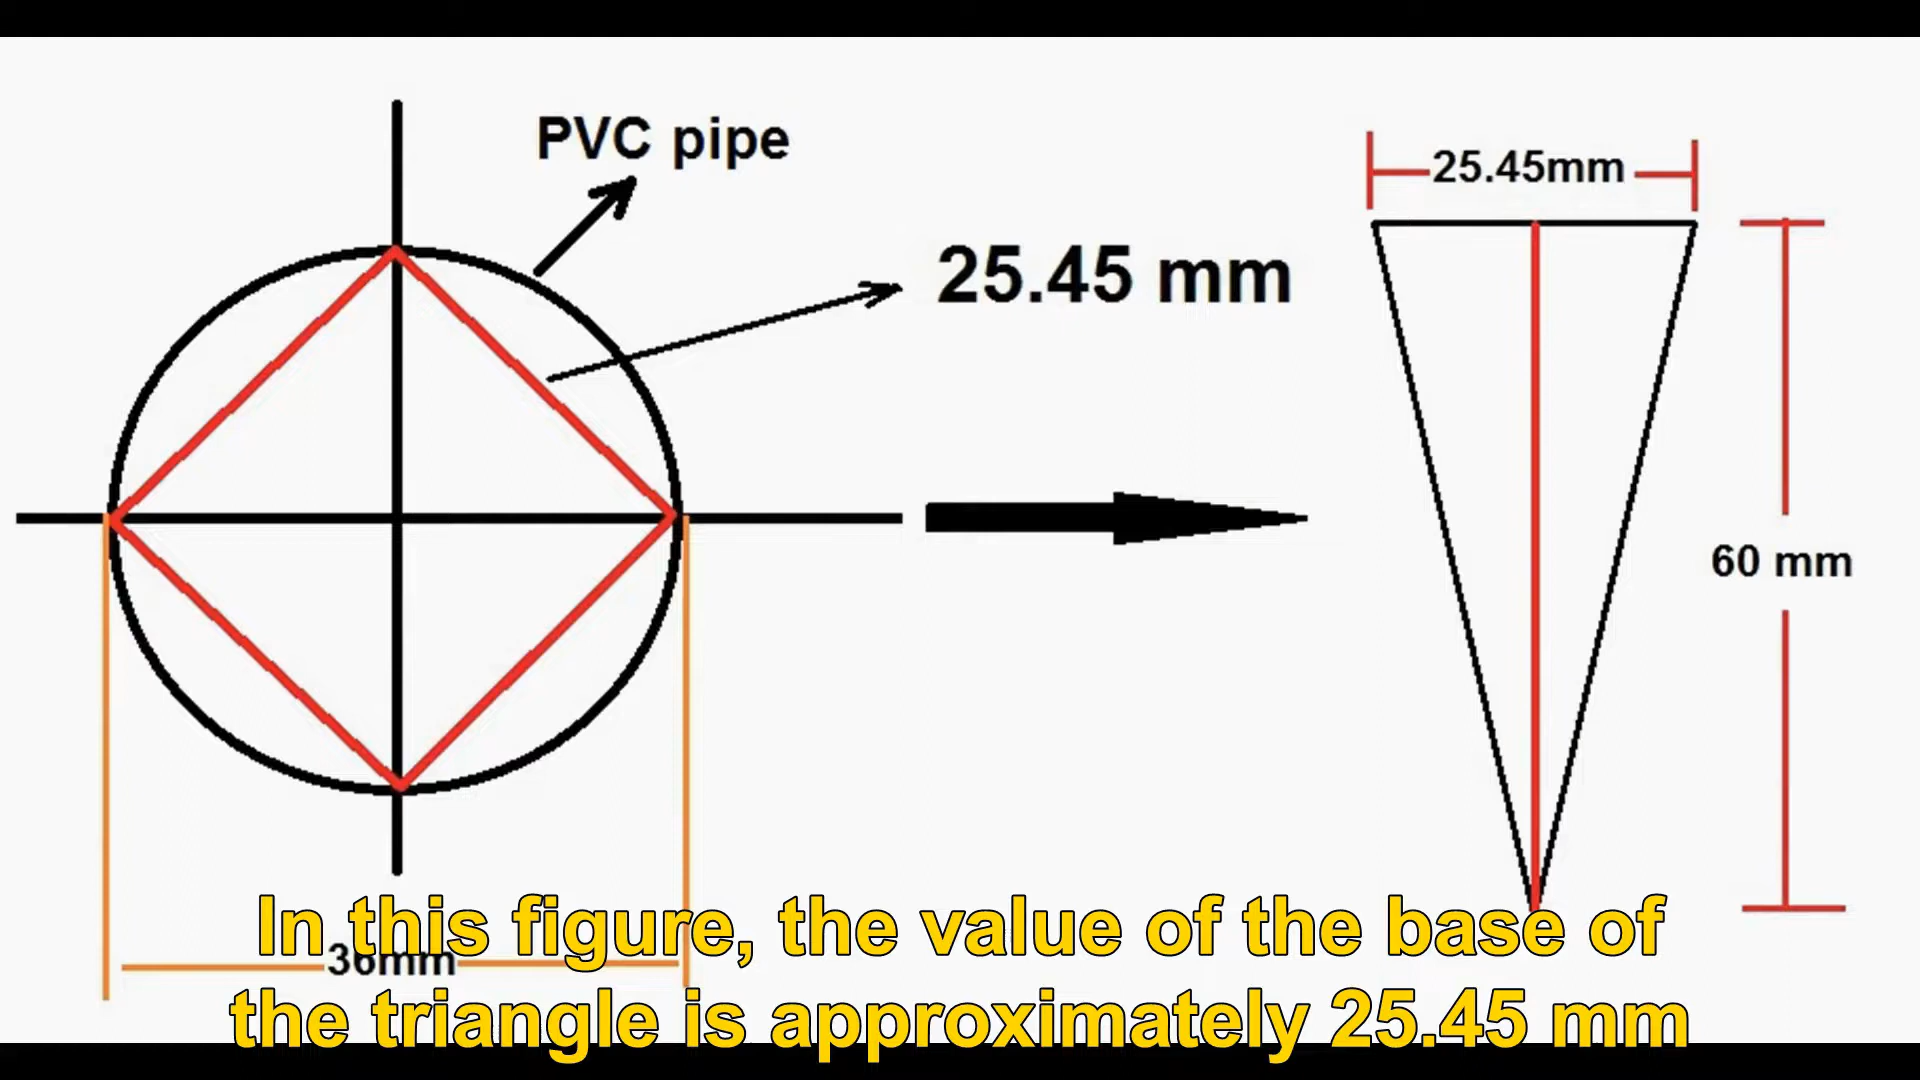 PVC pipe
25.45 mm
25.45mm
60 mm
36mm
In this figure, the value of the base of
the triangle is approximately 25.45 mm